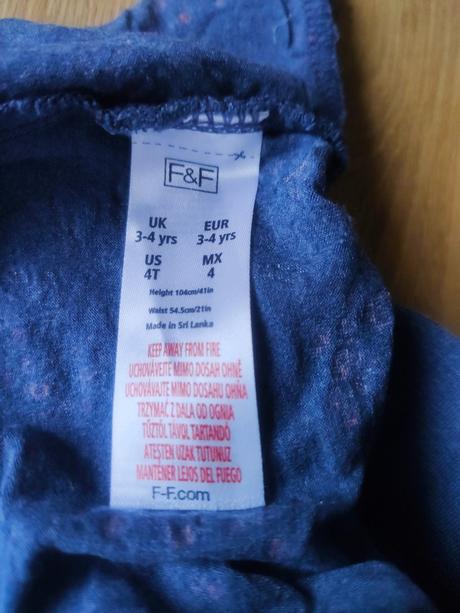 F&F
UK EUR
3-4 yrs 3-4 yrs
US MX
4T 4
Height 104cm/41in
Waist 54.5cm/21in
Made in Sri Lanka
KEEP AWAY FROM FIRE
UCHOVÁVEJTE MIMO DOSAH OHNĚ
UCHOVÁVAJTE MIMO DOSAHU OHŇA
TRZYMAĆ Z DALA OD OGNIA
TŰZTŐL TÁVOL TARTANDÓ
ATEŞTEN UZAK TUTUNUZ
MANTENER LEJOS DEL FUEGO
F-F.com